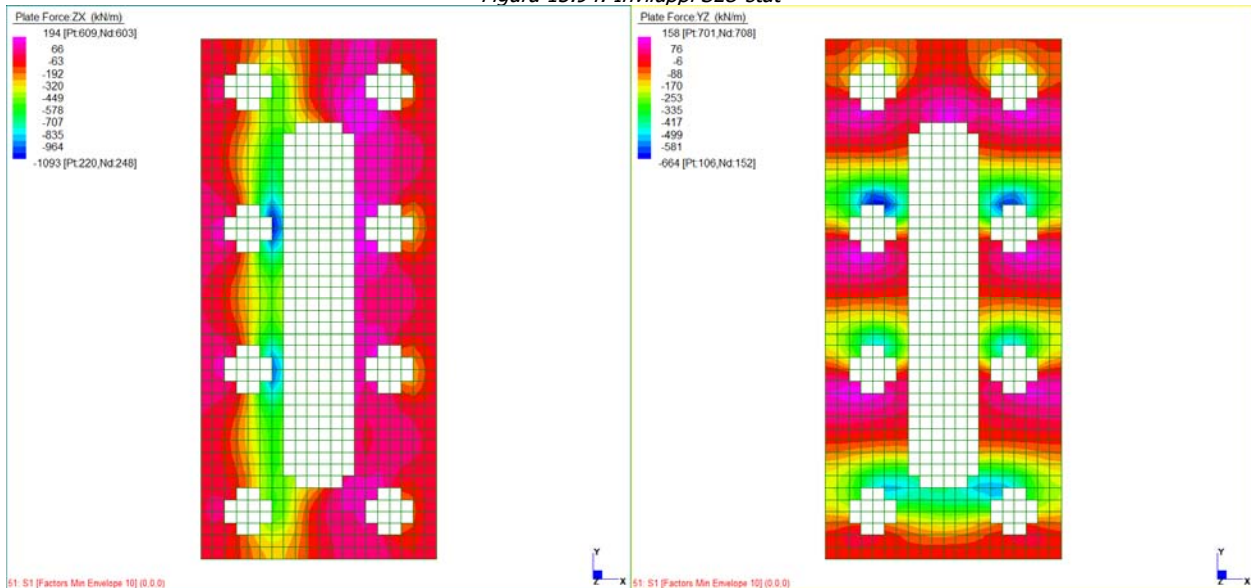 Figura 15.94: Inviluppi SLU-stat
Plate Force:ZX (kN/m)
194 [Pt:609,Nd:603]
66
-63
-192
-320
-449
-578
-707
-835
-964
-1093 [Pt:220,Nd:248]
Y
Z X
51: S1 [Factors Min Envelope 10] (0,0,0)
Plate Force:YZ (kN/m)
158 [Pt:701,Nd:708]
76
-6
-88
-170
-253
-335
-417
-499
-581
-664 [Pt:106,Nd:152]
Y
Z X
51: S1 [Factors Min Envelope 10] (0,0,0)